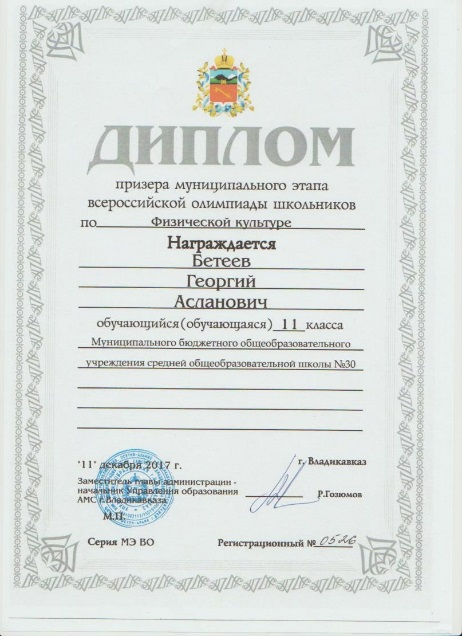 ДИПЛОМ
призера муниципального этапа
всероссийской олимпиады школьников
по Физической культуре
Награждается
Бетеев
Георгий
Асланович
обучающийся(обучающаяся) 11 класса
Муниципального бюджетного общеобразовательного
учреждения средней общеобразовательной школы №30
г. Владикавказ
'11' декабря 2017 г.
Заместитель главы администрации -
начальник Управления образования
АМС г.Владикавказа
Р.Гозюмов
М.П.
Серия МЭ ВО
Регистрационный № 0526